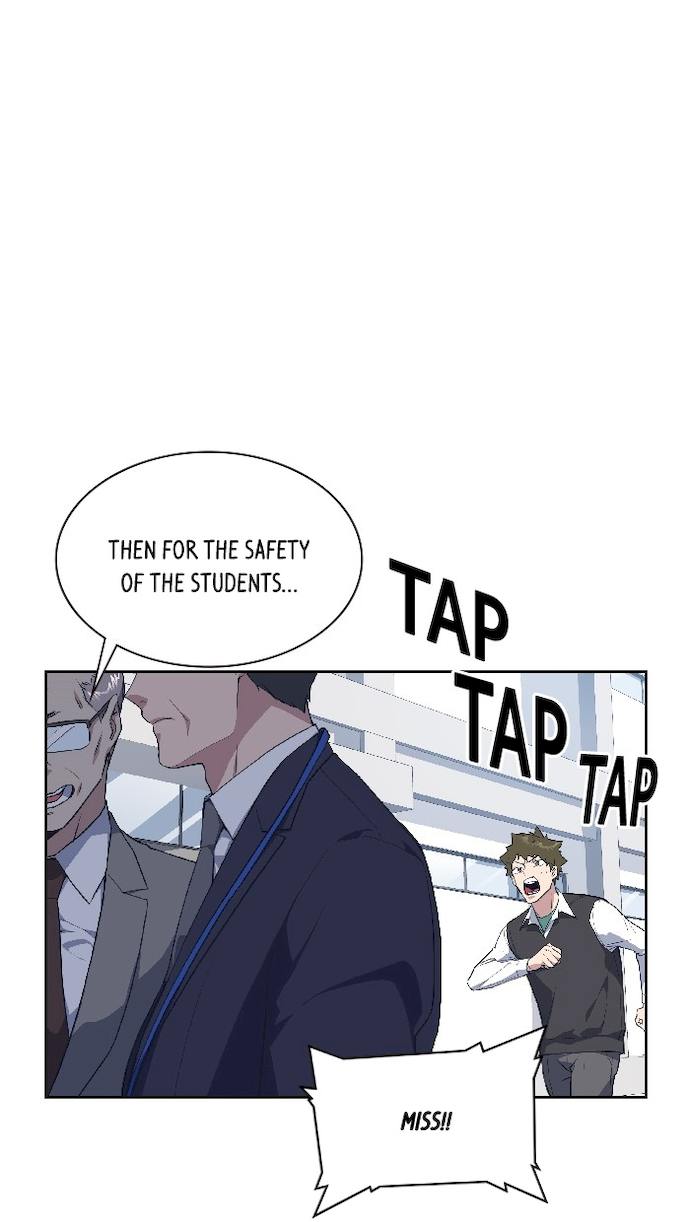 THEN FOR THE SAFETY
OF THE STUDENTS...
TAP
TAP
TAP
MISS!!